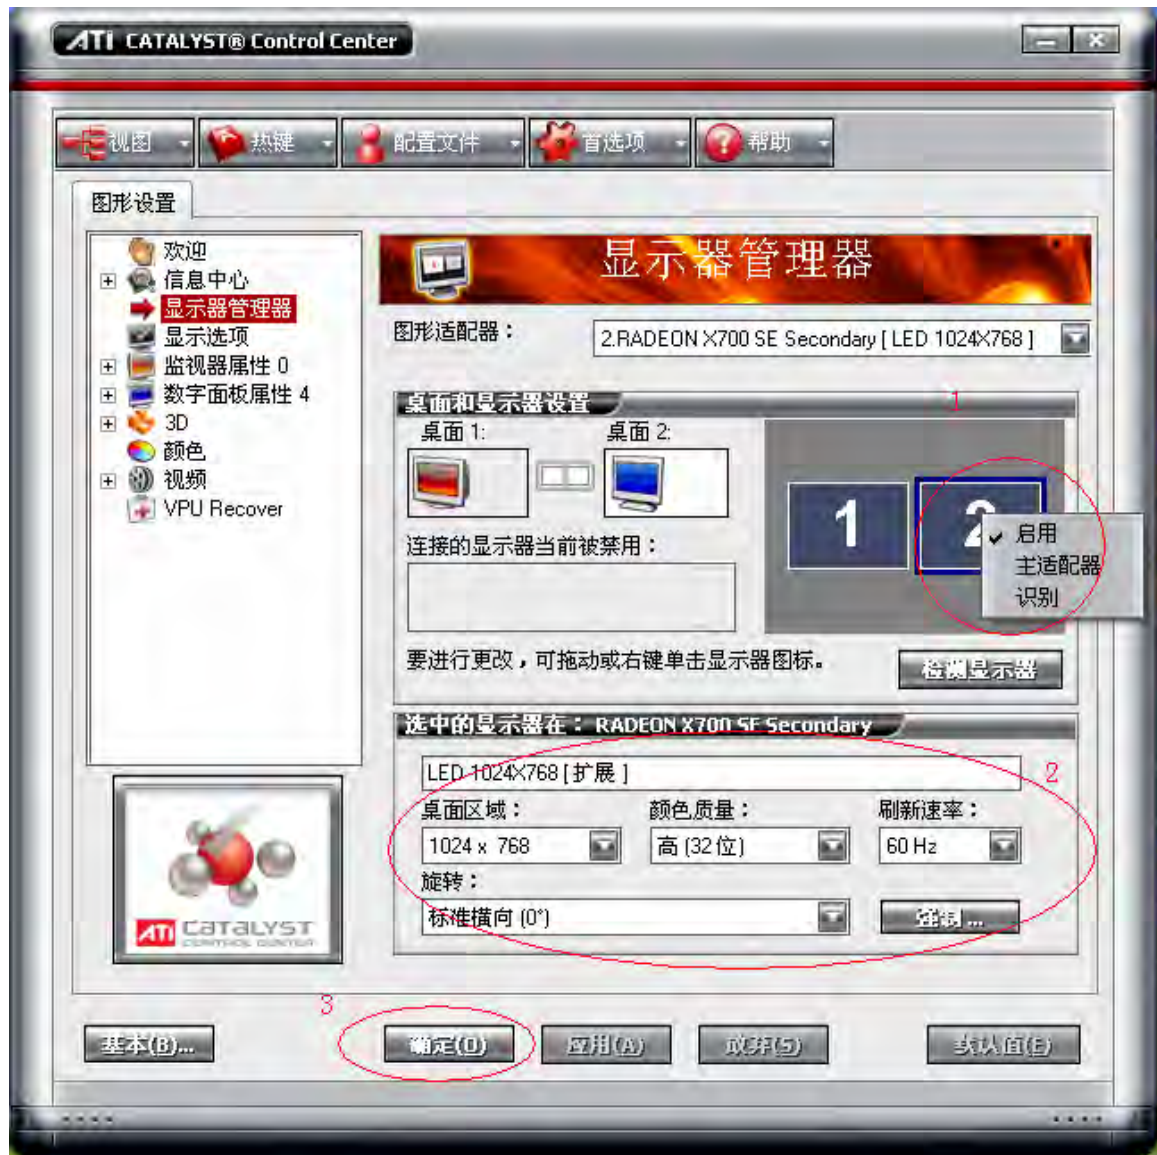 ATI CATALYST® Control Center
视图
热键
配置文件
首选项
帮助
图形设置
欢迎
信息中心
显示器管理器
显示选项
监视器属性 0
数字面板属性 4
3D
颜色
视频
VPU Recover
显示器管理器
图形适配器：
2.RADEON X700 SE Secondary [ LED 1024X768 ]
桌面和显示器设置
1
桌面 1:
桌面 2:
1
2
启用
主适配器
识别
连接的显示器当前被禁用：
要进行更改，可拖动或右键单击显示器图标。
检测显示器
选中的显示器在： RADEON X700 SE Secondary
LED 1024X768 [ 扩展 ]
2
桌面区域：
颜色质量：
刷新速率：
1024 x 768
高 (32 位)
60 Hz
旋转：
标准横向 (0°)
强制 ...
ATI CATALYST
CONTROL CENTER
3
基本(B)...
确定(O)
应用(A)
放弃(S)
默认值(E)